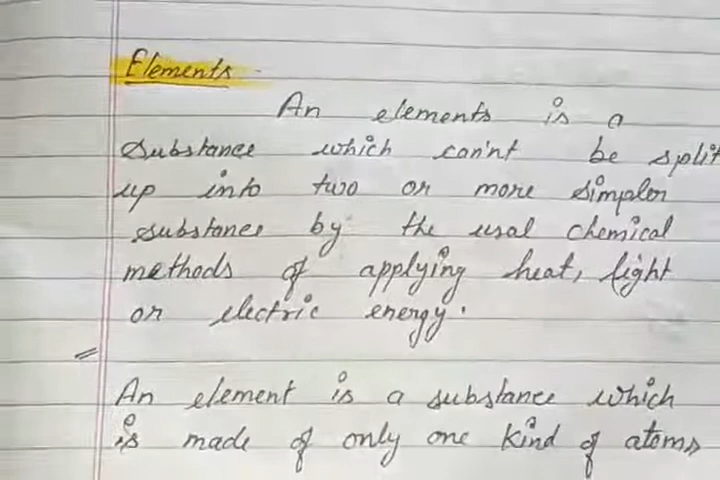 Elements
An elements is a
substance which can'nt be split
up into two or more simpler
substances by the usal chemical
methods of applying heat, light
or electric energy.
An element is a substance which
is made of only one kind of atoms